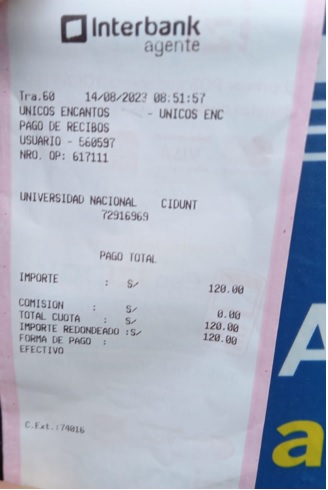 Interbank
agente
Tra.60 14/08/2023 08:51:57
UNICOS ENCANTOS - UNICOS ENC
PAGO DE RECIBOS
USUARIO - 560597
NRO. OP: 617111
UNIVERSIDAD NACIONAL CIDUNT
72916969
PAGO TOTAL
IMPORTE : S/ 120.00
COMISION : S/ 0.00
TOTAL CUOTA : S/ 120.00
IMPORTE REDONDEADO :S/ 120.00
FORMA DE PAGO :
EFECTIVO
C.Ext.:74016
A
a